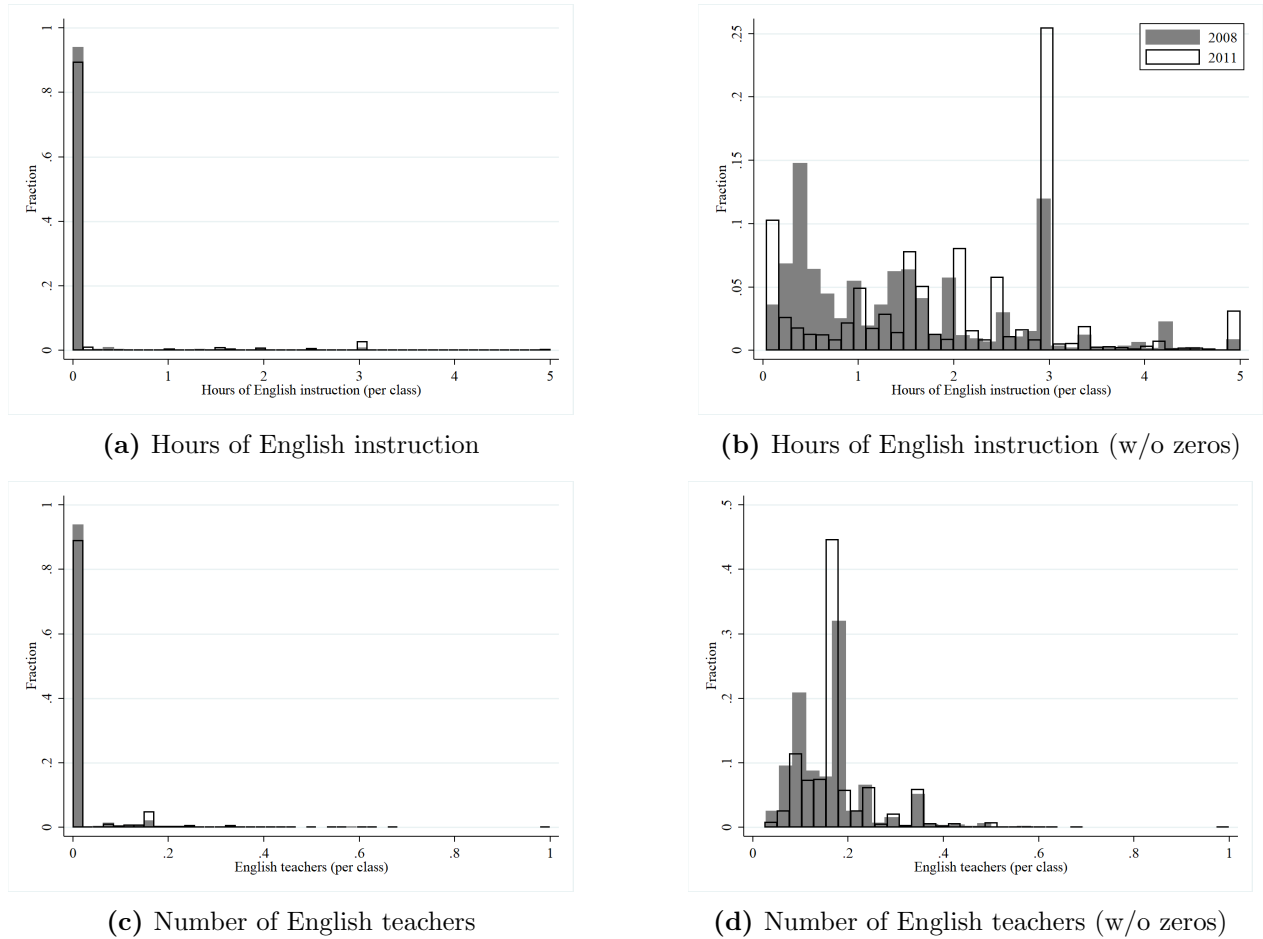 1
.8
.6
.4
.2
0
Fraction
0 1 2 3 4 5
Hours of English instruction (per class)
(a) Hours of English instruction
.25
.2
.15
.1
.05
0
Fraction
2008
2011
0 1 2 3 4 5
Hours of English instruction (per class)
(b) Hours of English instruction (w/o zeros)
1
.8
.6
.4
.2
0
Fraction
0 .2 .4 .6 .8 1
English teachers (per class)
(c) Number of English teachers
.5
.4
.3
.2
.1
0
Fraction
0 .2 .4 .6 .8 1
English teachers (per class)
(d) Number of English teachers (w/o zeros)